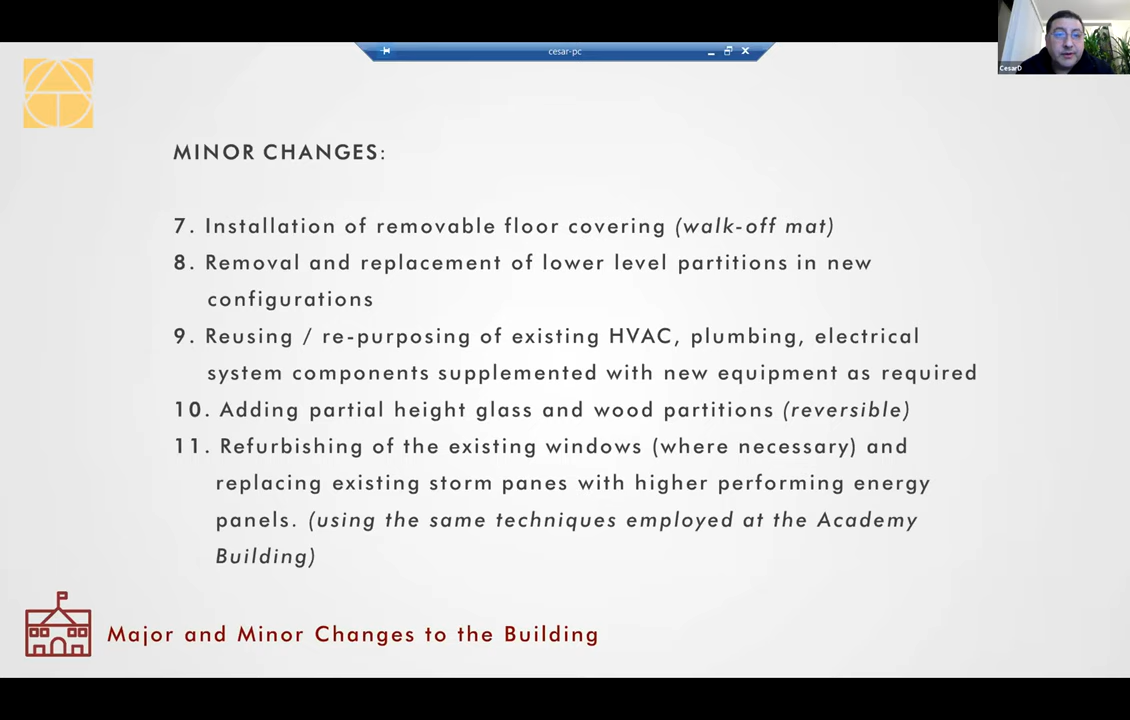 cesar-pc
CesarD
MINOR CHANGES:
7. Installation of removable floor covering (walk-off mat)
8. Removal and replacement of lower level partitions in new
configurations
9. Reusing / re-purposing of existing HVAC, plumbing, electrical
system components supplemented with new equipment as required
10. Adding partial height glass and wood partitions (reversible)
11. Refurbishing of the existing windows (where necessary) and
replacing existing storm panes with higher performing energy
panels. (using the same techniques employed at the Academy
Building)
Major and Minor Changes to the Building